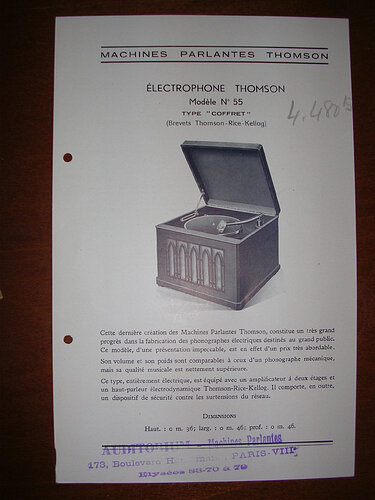 MACHINES PARLANTES THOMSON
ÉLECTROPHONE THOMSON
Modèle N° 55
TYPE "COFFRET"
(Brevets Thomson-Rice-Kellog)
4.480
Cette dernière création des Machines Parlantes Thomson, constitue un très grand
progrès dans la fabrication des phonographes électriques destinés au grand public.
Ce modèle, d'une présentation impeccable, est en effet d'un prix très abordable.
Son volume et son poids sont comparables à ceux d'un phonographe mécanique,
mais sa qualité musicale est nettement supérieure.
Ce type, entièrement électrique, est équipé avec un amplificateur à deux étages et
un haut-parleur électrodynamique Thomson-Rice-Kellog. Il comporte, en outre,
un dispositif de sécurité contre les surtensions du réseau.
DIMENSIONS
Haut. : 0 m. 36; larg. : 0 m. 46; prof. : 0 m. 46.
AUDITORIUM - Machines Parlantes
173, Boulevard H PARIS-VIII
Elysées 83-70 à 79